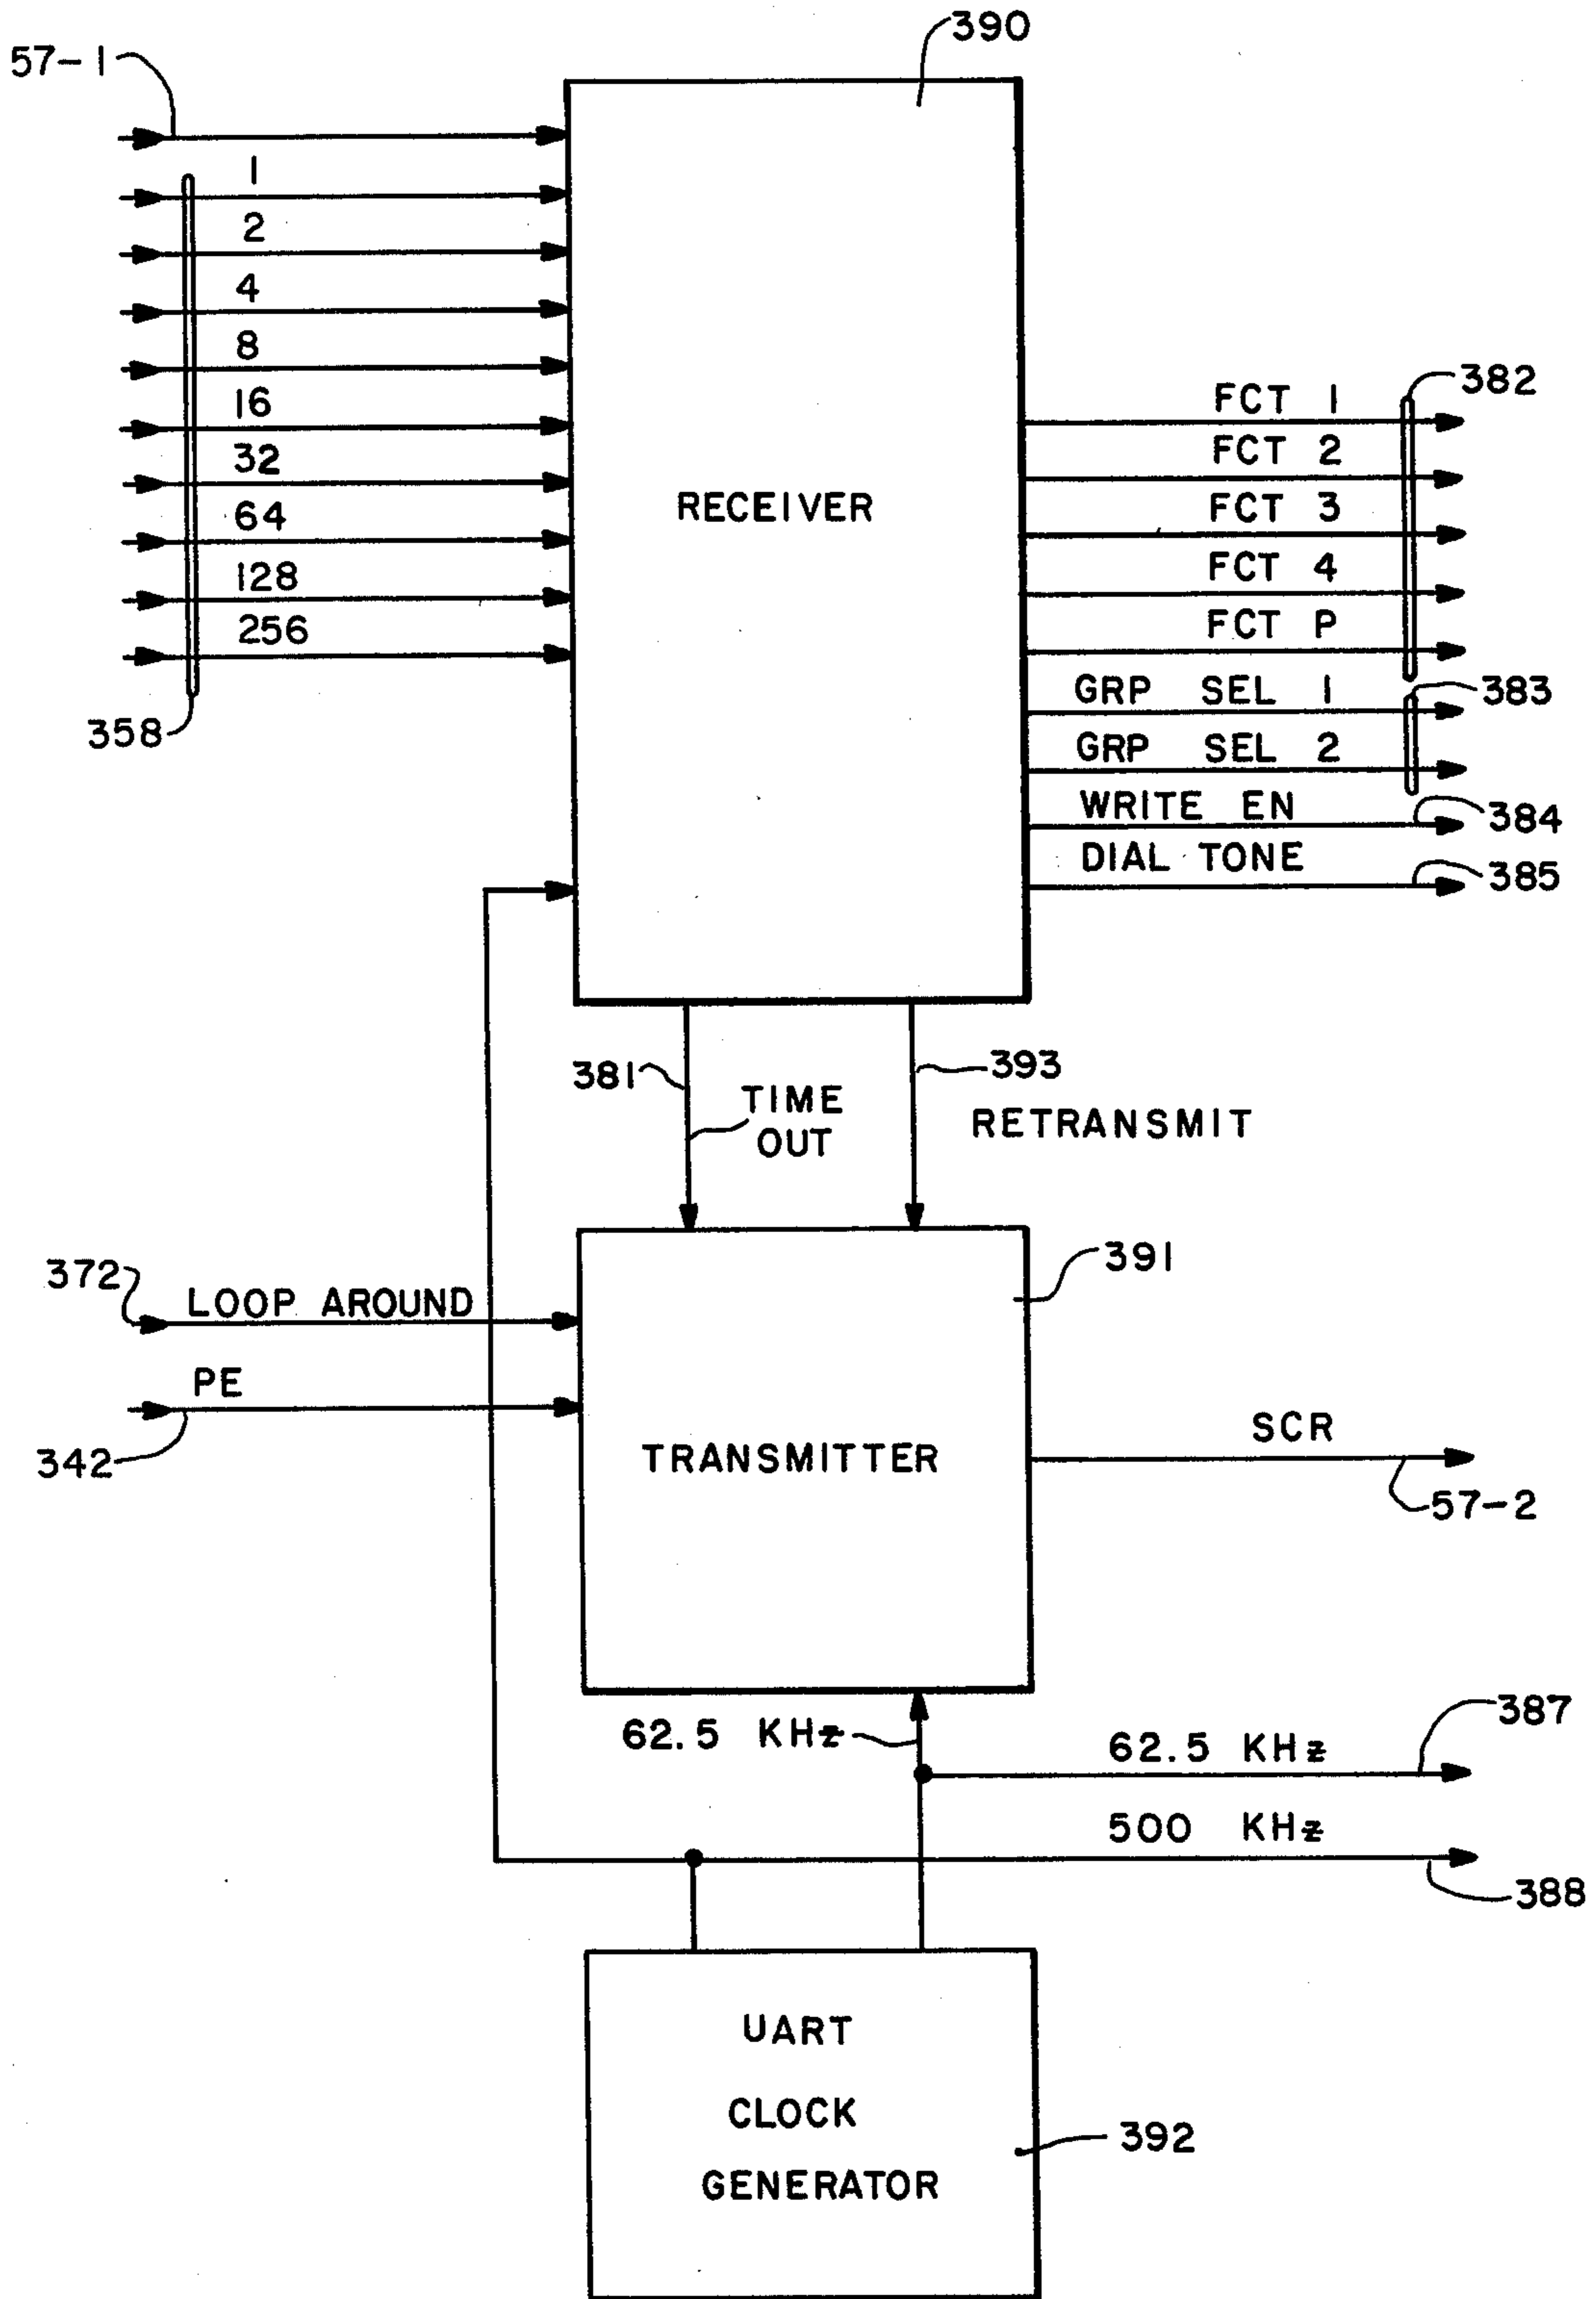 390
57-1
1
2
4
8
16
32
64
128
256
358
RECEIVER
FCT 1
382
FCT 2
FCT 3
FCT 4
FCT P
GRP SEL 1
383
GRP SEL 2
WRITE EN
384
DIAL TONE
385
381
TIME
OUT
393
RETRANSMIT
391
372
LOOP AROUND
PE
342
TRANSMITTER
SCR
57-2
62.5 KHz
62.5 KHz
387
500 KHz
388
UART
CLOCK
GENERATOR
392